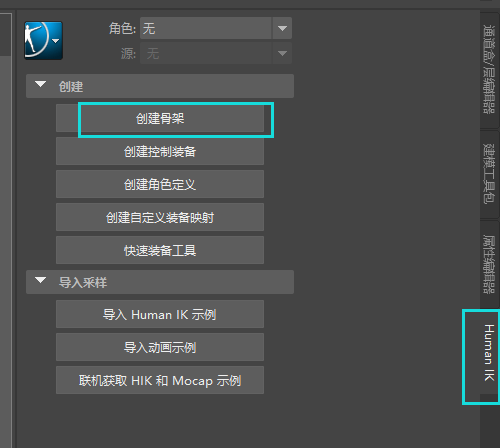 角色: 无
源: 无
创建
创建骨架
创建控制装备
创建角色定义
创建自定义装备映射
快速装备工具
导入采样
导入 Human IK 示例
导入动画示例
联机获取 HIK 和 Mocap 示例
通道盒/层编辑器
建模工具包
属性编辑器
Human IK